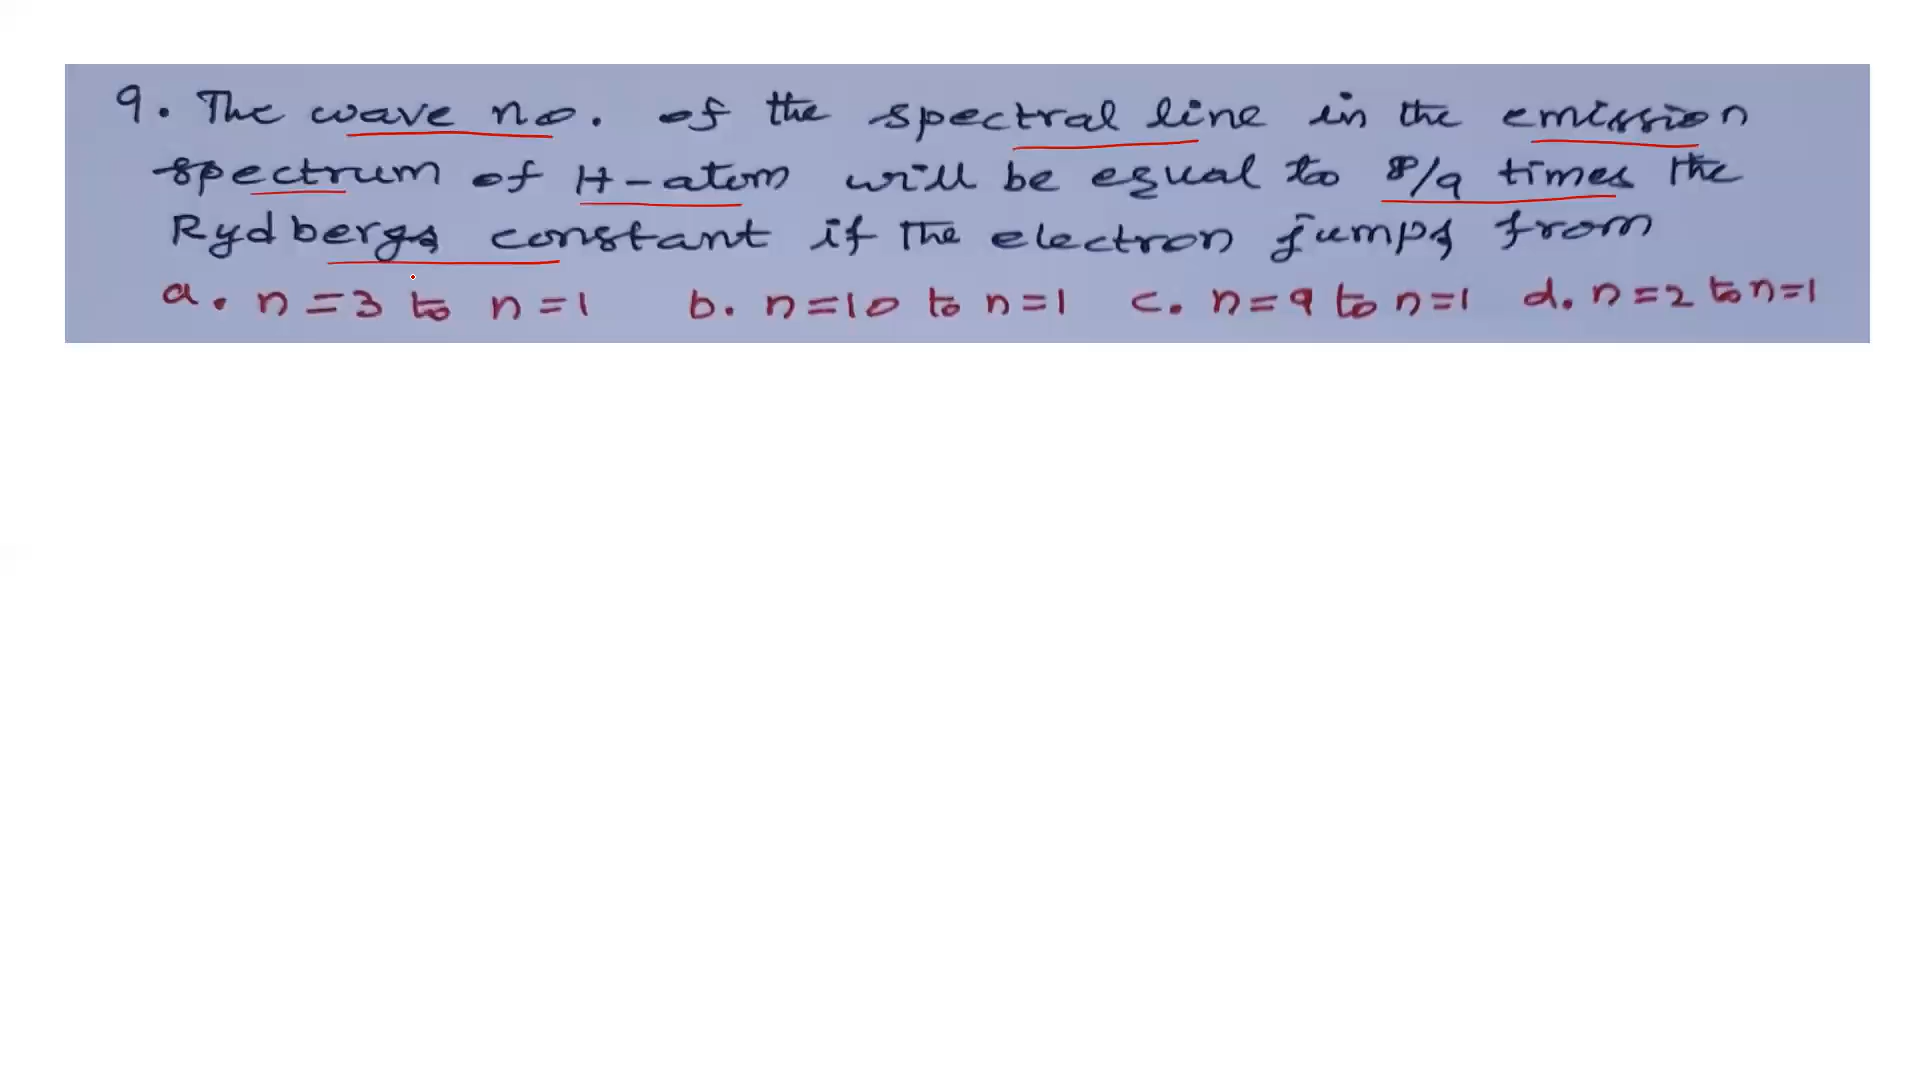 9. The wave no. of the spectral line in the emission
spectrum of H-atom will be equal to 8/9 times the
Rydbergs constant if the electron jumps from
a. n=3 to n=1 b. n=10 to n=1 c. n=9 to n=1 d. n=2 to n=1